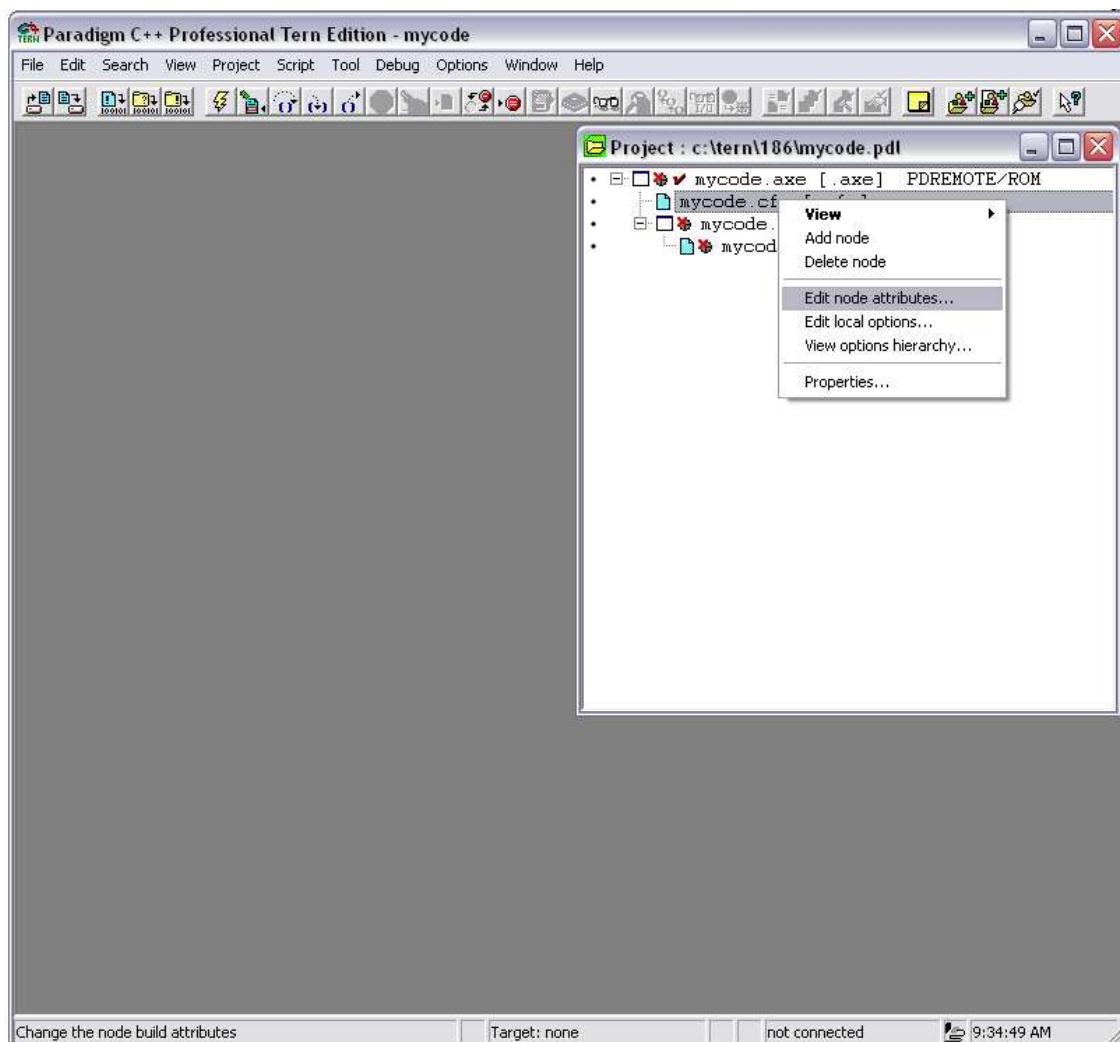 Paradigm C++ Professional Tern Edition - mycode
File Edit Search View Project Script Tool Debug Options Window Help
Project : c:\tern\186\mycode.pdl
mycode.axe [.axe] PDREMOTE/ROM
mycode.cf
mycode.
mycod
View
Add node
Delete node
Edit node attributes...
Edit local options...
View options hierarchy...
Properties...
Change the node build attributes
Target: none
not connected
9:34:49 AM